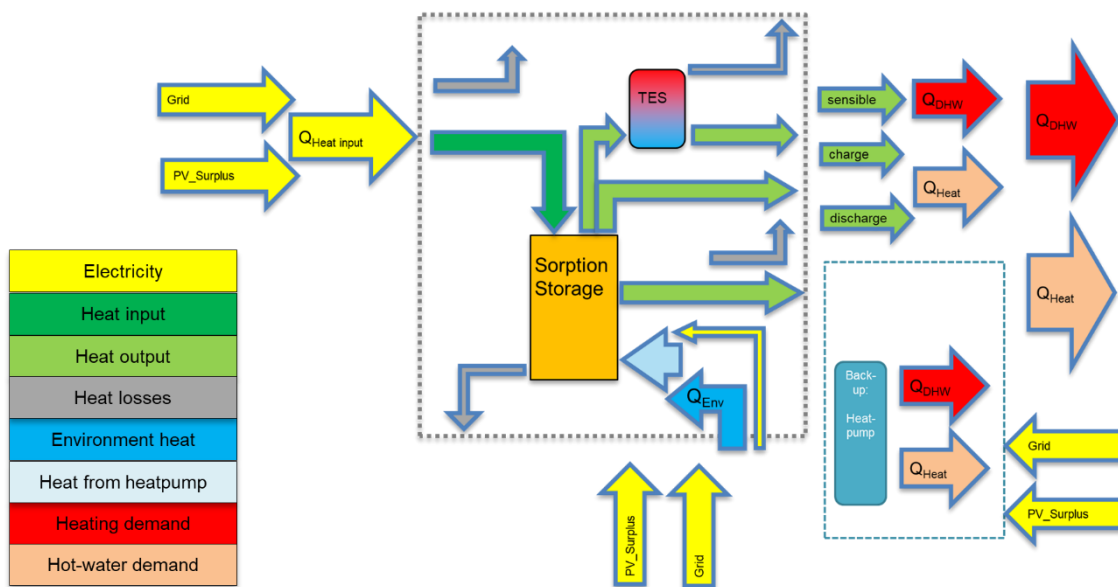 Grid
PV_Surplus
QHeat input
TES
sensible
charge
discharge
QDHW
QHeat
QDHW
QHeat
Sorption
Storage
QEnv
PV_Surplus
Grid
Back-
up:
Heat-
pump
QDHW
QHeat
Grid
PV_Surplus
Electricity
Heat input
Heat output
Heat losses
Environment heat
Heat from heatpump
Heating demand
Hot-water demand